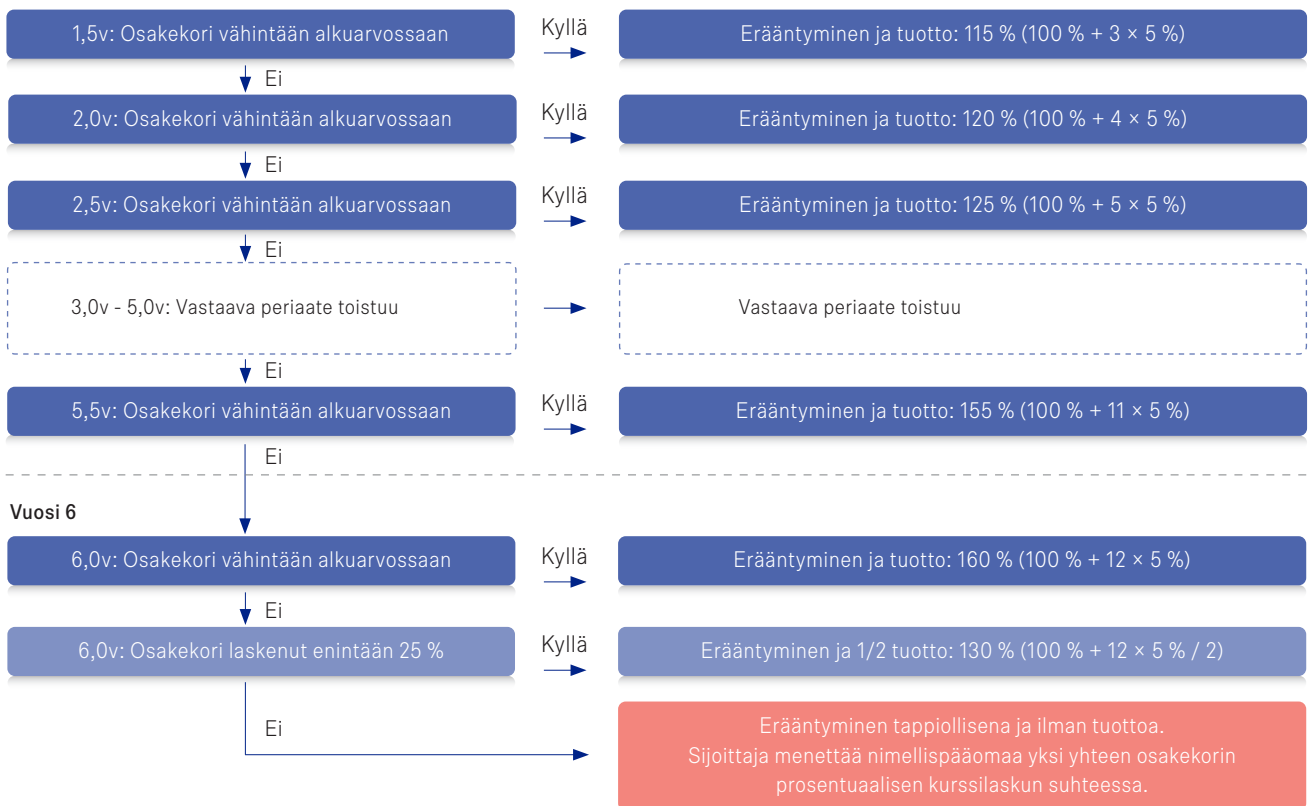 1,5v: Osakekori vähintään alkuarvossaan
Kyllä
Erääntyminen ja tuotto: 115 % (100 % + 3 × 5 %)
Ei
2,0v: Osakekori vähintään alkuarvossaan
Kyllä
Erääntyminen ja tuotto: 120 % (100 % + 4 × 5 %)
Ei
2,5v: Osakekori vähintään alkuarvossaan
Kyllä
Erääntyminen ja tuotto: 125 % (100 % + 5 × 5 %)
Ei
3,0v - 5,0v: Vastaava periaate toistuu
Vastaava periaate toistuu
Ei
5,5v: Osakekori vähintään alkuarvossaan
Kyllä
Erääntyminen ja tuotto: 155 % (100 % + 11 × 5 %)
Ei
Vuosi 6
6,0v: Osakekori vähintään alkuarvossaan
Kyllä
Erääntyminen ja tuotto: 160 % (100 % + 12 × 5 %)
Ei
6,0v: Osakekori laskenut enintään 25 %
Kyllä
Erääntyminen ja 1/2 tuotto: 130 % (100 % + 12 × 5 % / 2)
Ei
Erääntyminen tappiollisena ja ilman tuottoa.
Sijoittaja menettää nimellispääomaa yksi yhteen osakekorin
prosentuaalisen kurssilaskun suhteessa.